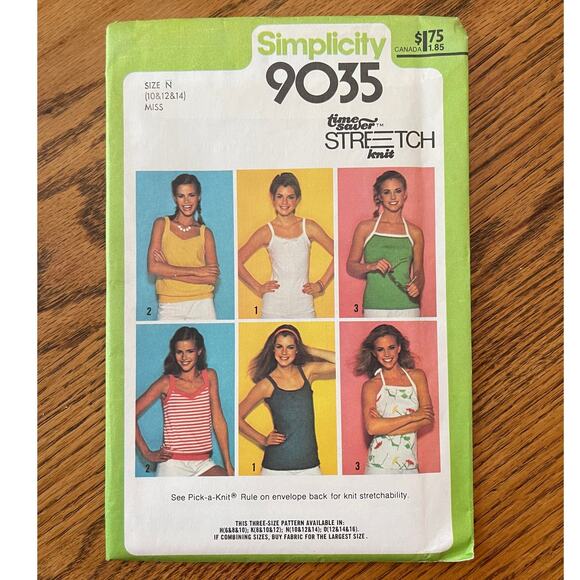 Simplicity
$1.75
CANADA 1.85
9035
SIZE N
(10&12&14)
MISS
time saver™
STRETCH
knit
2
1
3
2
1
3
See Pick-a-Knit® Rule on envelope back for knit stretchability.
THIS THREE-SIZE PATTERN AVAILABLE IN:
H(6&8&10); K(8&10&12); N(10&12&14); O(12&14&16).
IF COMBINING SIZES, BUY FABRIC FOR THE LARGEST SIZE.